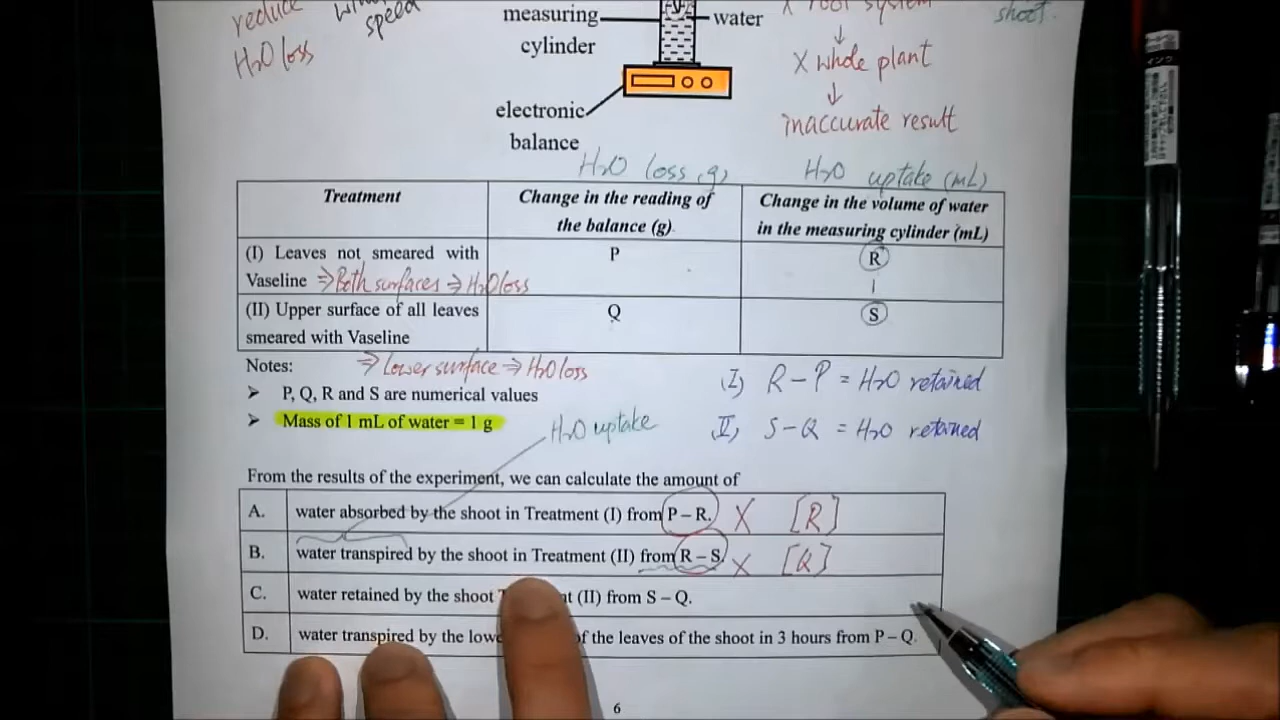 reduce
H2O loss
speed
measuring
cylinder
water
electronic
balance
shoot.
X root system
↓
X whole plant
↓
inaccurate result
H2O loss (g)
H2O uptake (mL)
Treatment
Change in the reading of
the balance (g).
Change in the volume of water
in the measuring cylinder (mL)
(I) Leaves not smeared with
Vaseline ⇒ Both surfaces ⇒ H2O loss
P
R
(II) Upper surface of all leaves
smeared with Vaseline
Q
S
⇒ Lower surface ⇒ H2O loss
Notes:
➤ P, Q, R and S are numerical values
➤ Mass of 1 mL of water = 1 g
H2O uptake
(I) R - P = H2O retained
(II) S - Q = H2O retained
From the results of the experiment, we can calculate the amount of
A. water absorbed by the shoot in Treatment (I) from P – R. X [R]
B. water transpired by the shoot in Treatment (II) from R – S. X [Q]
C. water retained by the shoot (II) from S – Q.
D. water transpired by the of the leaves of the shoot in 3 hours from P – Q.
6